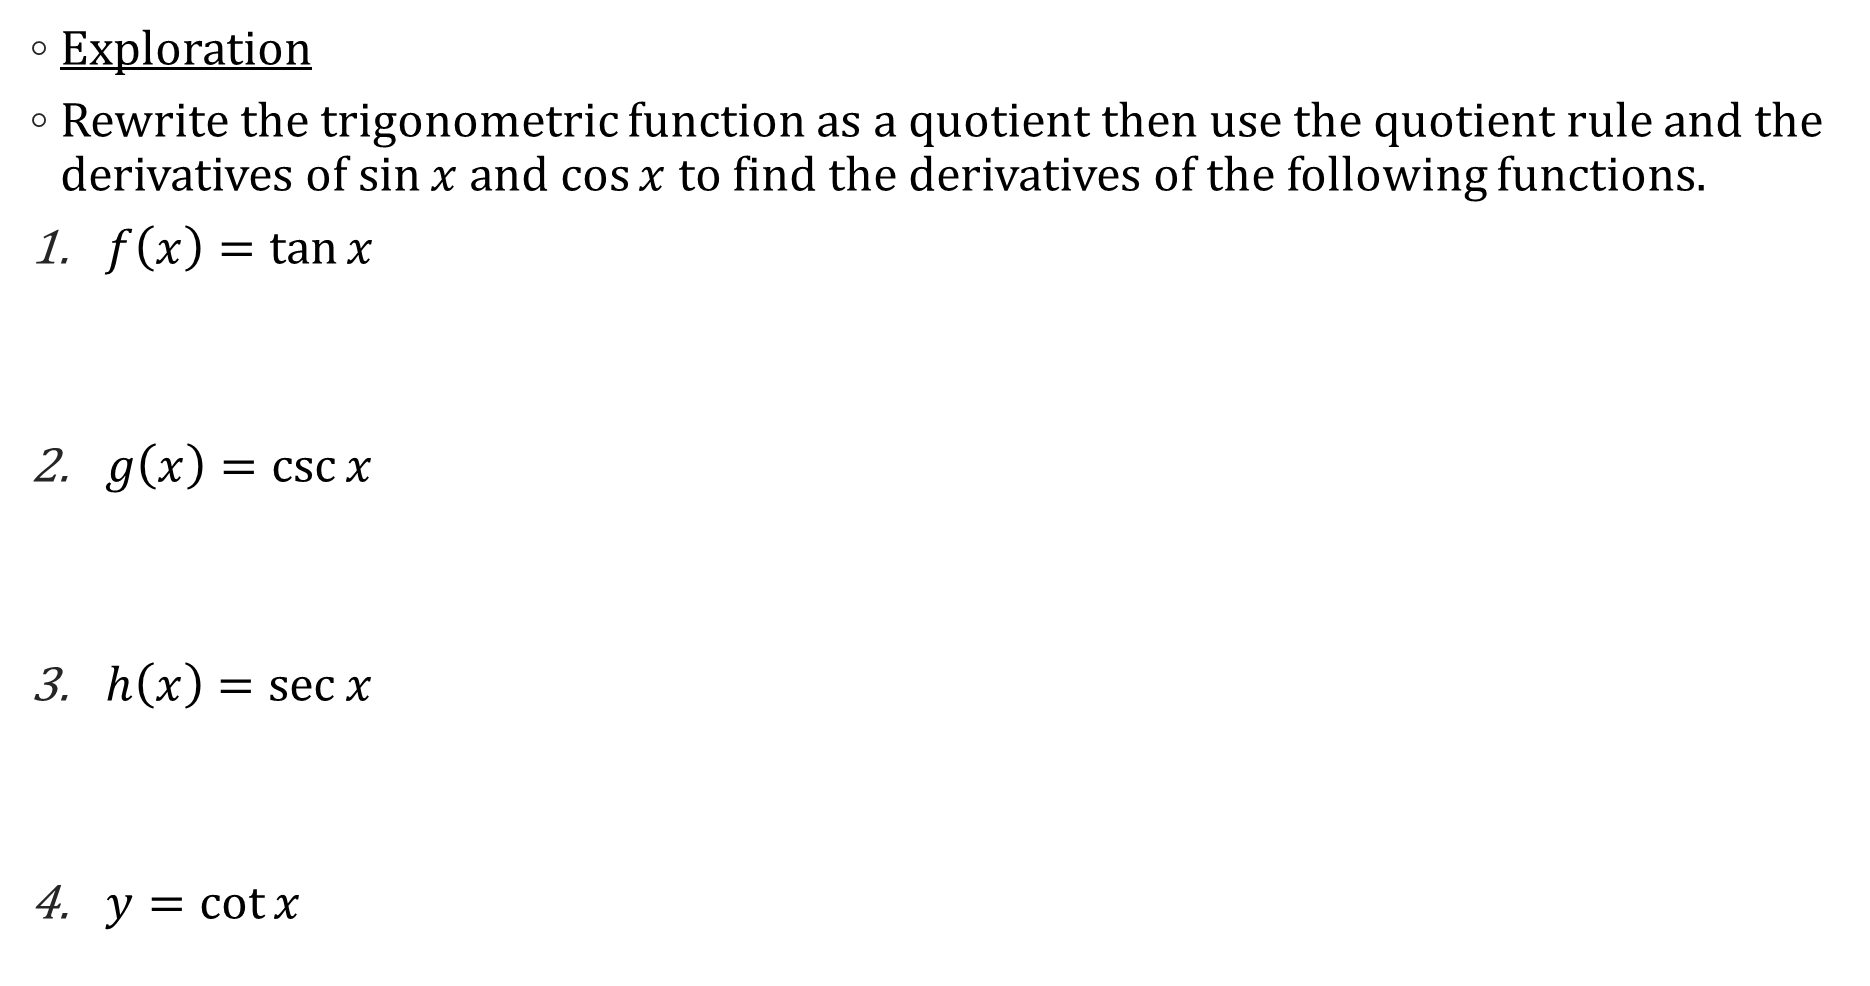 ◦ Exploration
◦ Rewrite the trigonometric function as a quotient then use the quotient rule and the
derivatives of sin x and cos x to find the derivatives of the following functions.
1. f(x) = tan x
2. g(x) = csc x
3. h(x) = sec x
4. y = cot x